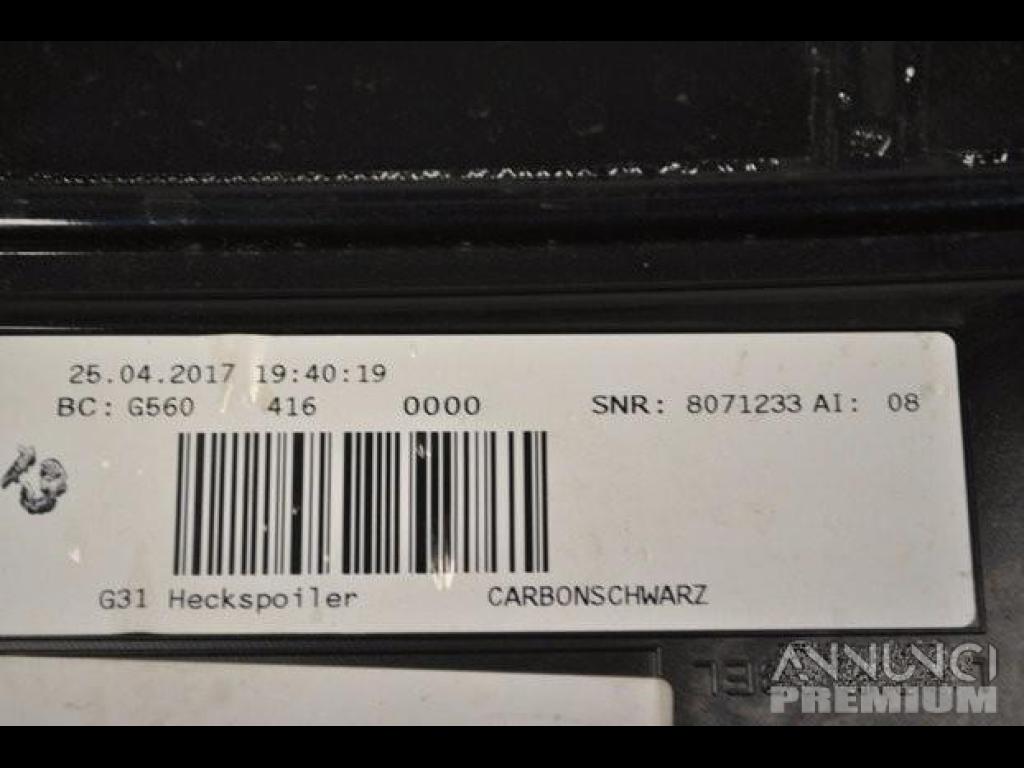 25.04.2017 19:40:19
BC: G560 416 0000 SNR: 8071233 AI: 08
G31 Heckspoiler CARBONSCHWARZ
ANNUNCI
PREMIUM